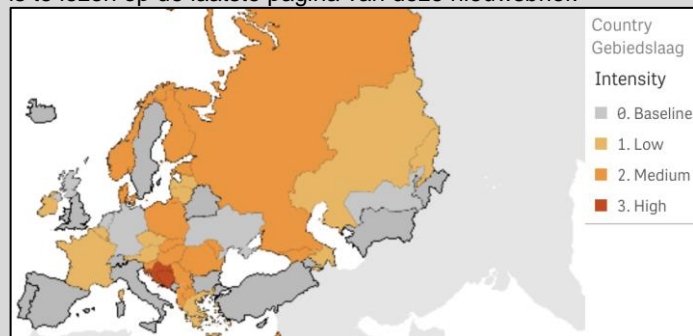 is te lezen op de laatste pagina van deze nieuwsbrief.
Country
Gebiedslaag
Intensity
0. Baseline
1. Low
2. Medium
3. High